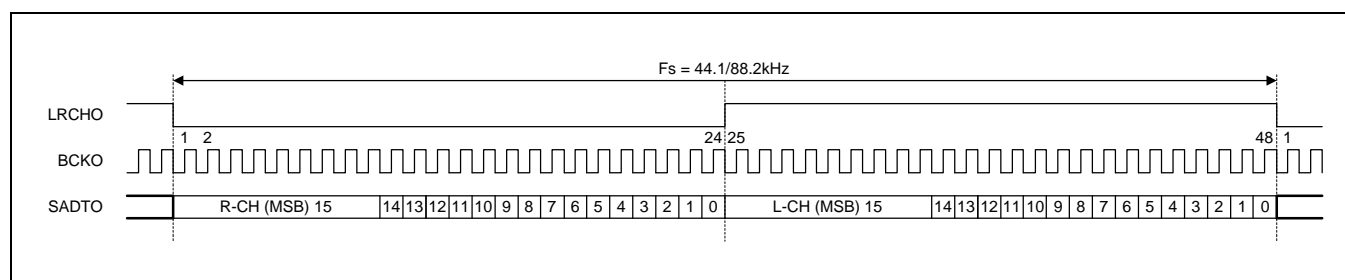 Fs = 44.1/88.2kHz
LRCHO
1 2 24 25 48 1
BCKO
SADTO R-CH (MSB) 15 14 13 12 11 10 9 8 7 6 5 4 3 2 1 0 L-CH (MSB) 15 14 13 12 11 10 9 8 7 6 5 4 3 2 1 0